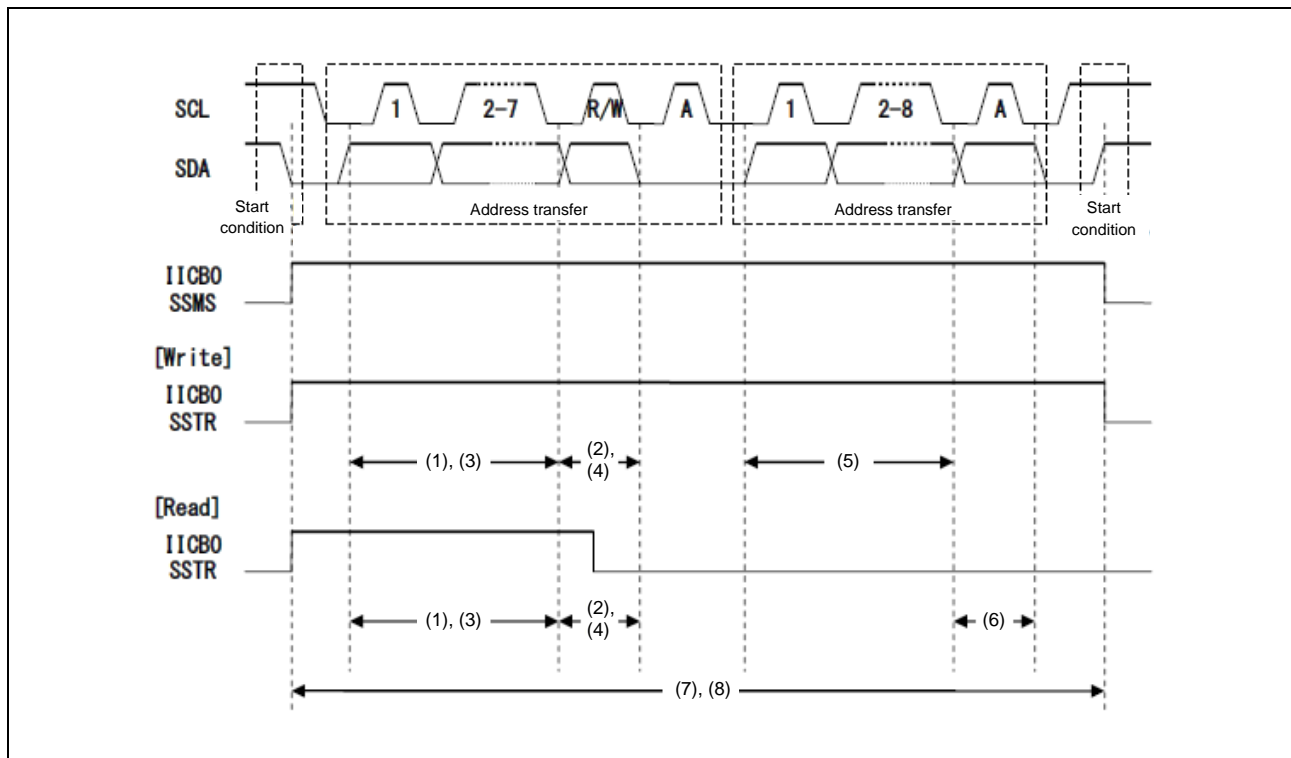 SCL 1 2-7 R/W A 1 2-8 A
SDA
Start
condition
Address transfer
Address transfer
Start
condition
IICB0
SSMS
[Write]
IICB0
SSTR
(1), (3)
(2),
(4)
(5)
[Read]
IICB0
SSTR
(1), (3)
(2),
(4)
(6)
(7), (8)